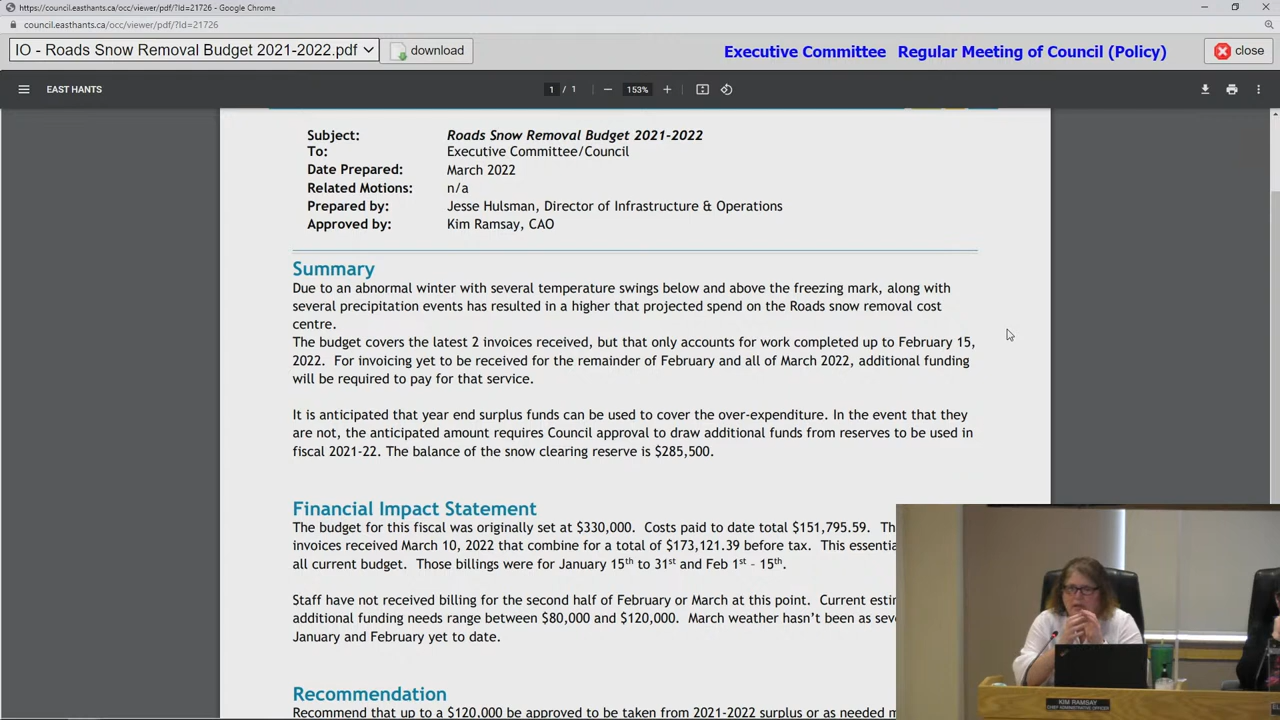 https://council.easthants.ca/occ/viewer/pdf/?Id=21726 - Google Chrome
council.easthants.ca/occ/viewer/pdf/?Id=21726
IO - Roads Snow Removal Budget 2021-2022.pdf download Executive Committee Regular Meeting of Council (Policy) close
EAST HANTS 1 / 1 153%
Subject: Roads Snow Removal Budget 2021-2022
To: Executive Committee/Council
Date Prepared: March 2022
Related Motions: n/a
Prepared by: Jesse Hulsman, Director of Infrastructure & Operations
Approved by: Kim Ramsay, CAO
Summary
Due to an abnormal winter with several temperature swings below and above the freezing mark, along with
several precipitation events has resulted in a higher that projected spend on the Roads snow removal cost
centre.
The budget covers the latest 2 invoices received, but that only accounts for work completed up to February 15,
2022. For invoicing yet to be received for the remainder of February and all of March 2022, additional funding
will be required to pay for that service.
It is anticipated that year end surplus funds can be used to cover the over-expenditure. In the event that they
are not, the anticipated amount requires Council approval to draw additional funds from reserves to be used in
fiscal 2021-22. The balance of the snow clearing reserve is $285,500.
Financial Impact Statement
The budget for this fiscal was originally set at $330,000. Costs paid to date total $151,795.59. Th
invoices received March 10, 2022 that combine for a total of $173,121.39 before tax. This essentia
all current budget. Those billings were for January 15th to 31st and Feb 1st - 15th.
Staff have not received billing for the second half of February or March at this point. Current estir
additional funding needs range between $80,000 and $120,000. March weather hasn't been as seve
January and February yet to date.
Recommendation
Recommend that up to a $120,000 be approved to be taken from 2021-2022 surplus or as needed
KIM RAMSAY
CHIEF ADMINISTRATIVE OFFICER